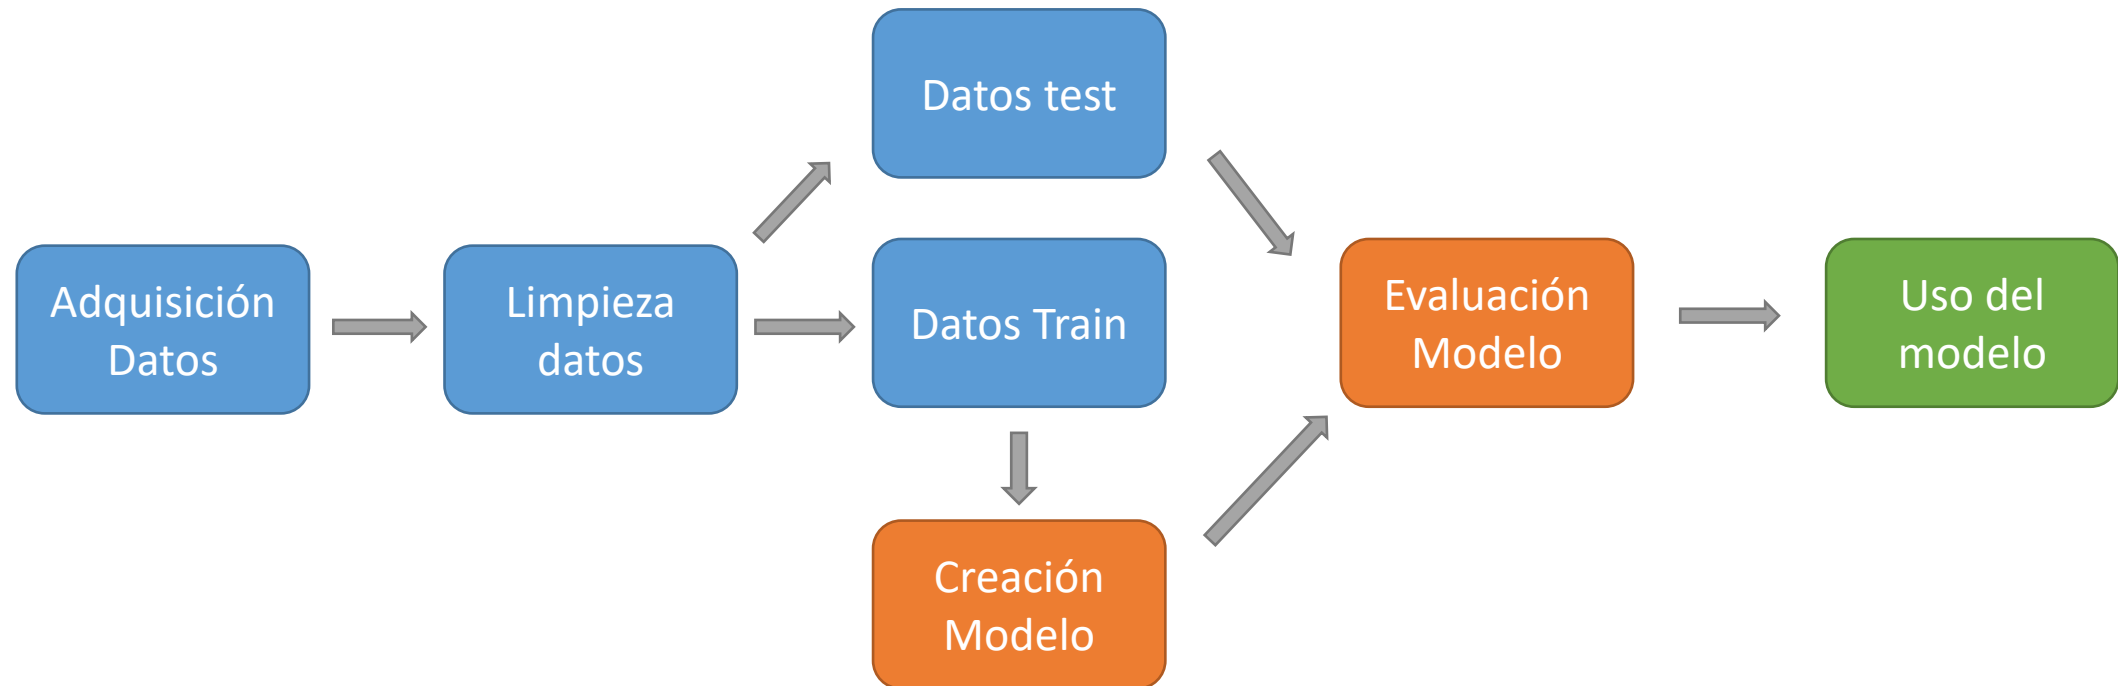 Adquisición
Datos
Limpieza
datos
Datos test
Datos Train
Creación
Modelo
Evaluación
Modelo
Uso del
modelo